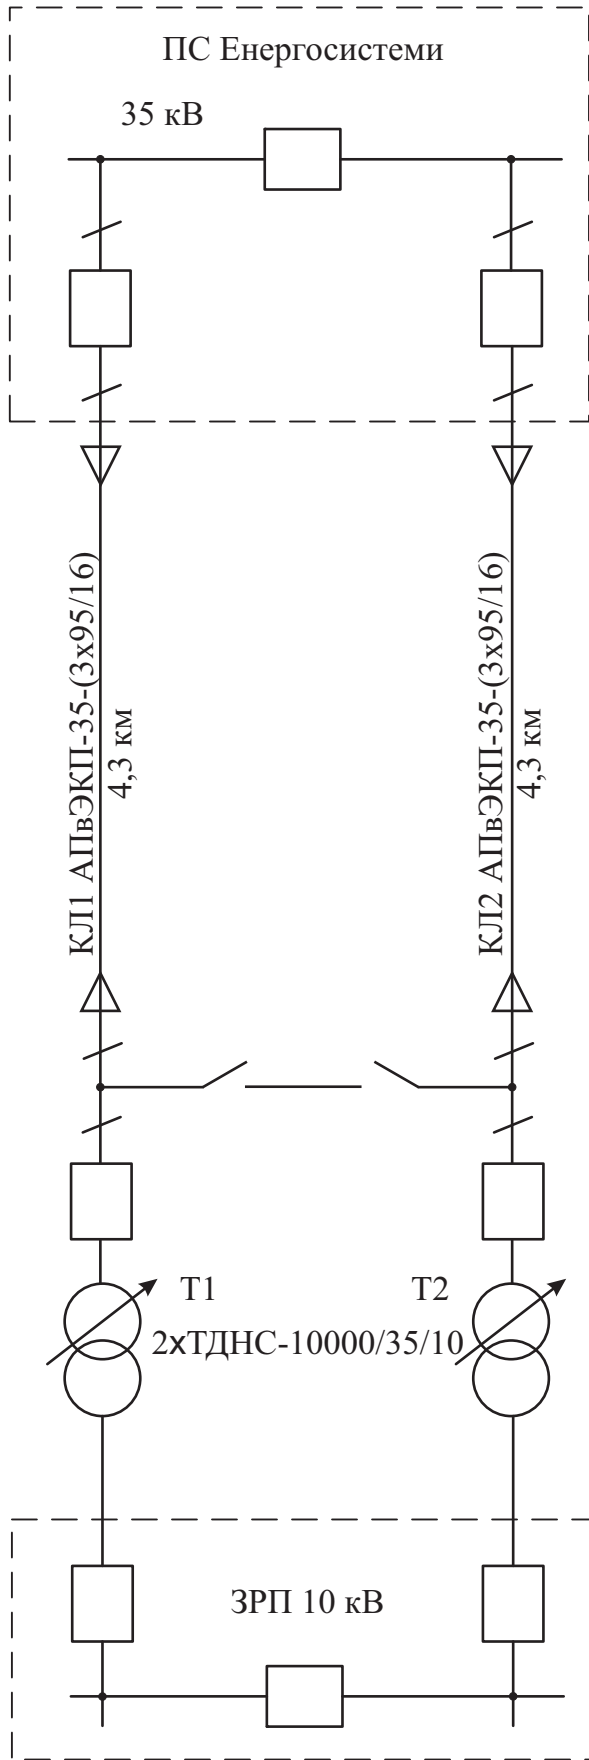 ПС Енергосистеми
35 кВ
КЛ1 АПвЭКП-35-(3х95/16)
4,3 км
КЛ2 АПвЭКП-35-(3х95/16)
4,3 км
Т1
Т2
2хТДНС-10000/35/10
ЗРП 10 кВ